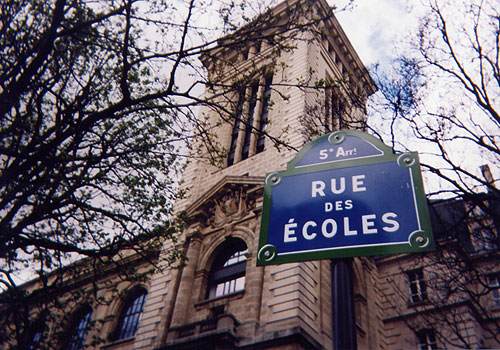 5e Arrt
RUE
DES
ÉCOLES